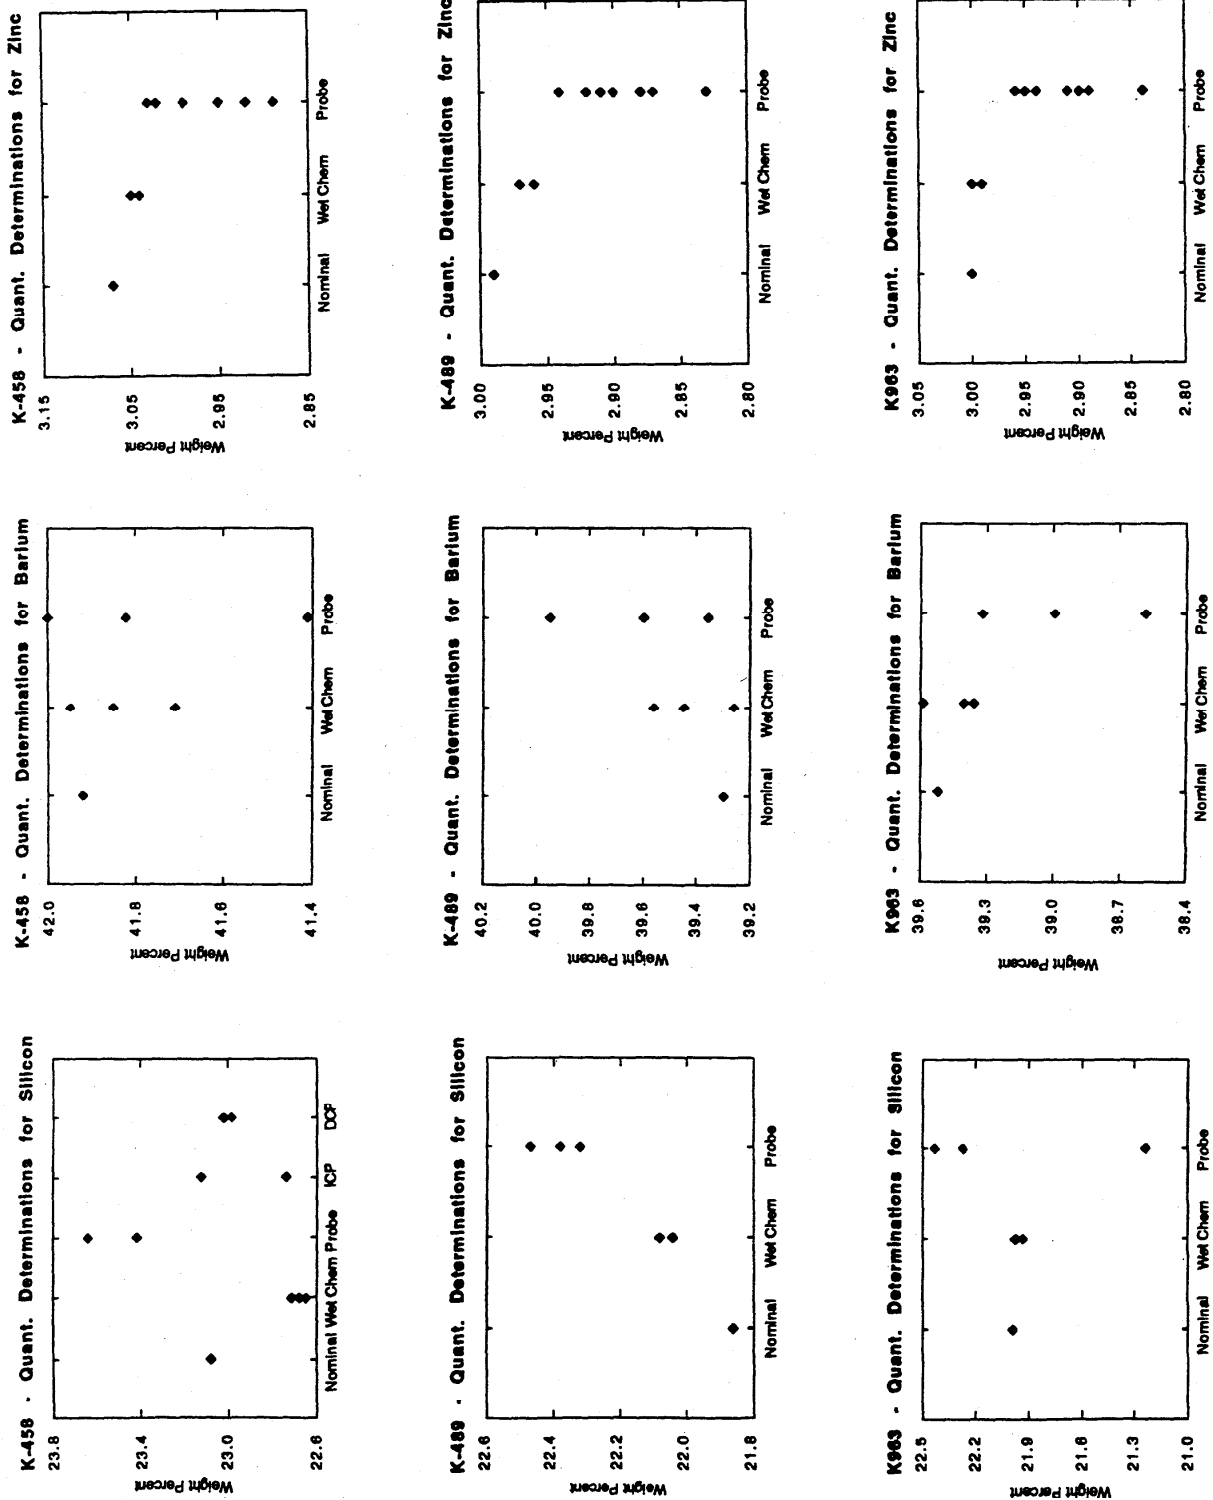 K-458 - Quant. Determinations for Silicon
23.8
23.4
23.0
22.6
Weight Percent
Nominal Wet Chem Probe ICP DCP
K-458 - Quant. Determinations for Barium
42.0
41.8
41.6
41.4
Weight Percent
Nominal Wet Chem Probe
K-458 - Quant. Determinations for Zinc
3.15
3.05
2.95
2.85
Weight Percent
Nominal Wet Chem Probe
K-489 - Quant. Determinations for Silicon
22.6
22.4
22.2
22.0
21.8
Weight Percent
Nominal Wet Chem Probe
K-489 - Quant. Determinations for Barium
40.2
40.0
39.8
39.6
39.4
39.2
Weight Percent
Nominal Wet Chem Probe
K-489 - Quant. Determinations for Zinc
3.00
2.95
2.90
2.85
2.80
Weight Percent
Nominal Wet Chem Probe
K963 - Quant. Determinations for Silicon
22.5
22.2
21.9
21.6
21.3
21.0
Weight Percent
Nominal Wet Chem Probe
K963 - Quant. Determinations for Barium
39.6
39.3
39.0
38.7
38.4
Weight Percent
Nominal Wet Chem Probe
K963 - Quant. Determinations for Zinc
3.05
3.00
2.95
2.90
2.85
2.80
Weight Percent
Nominal Wet Chem Probe